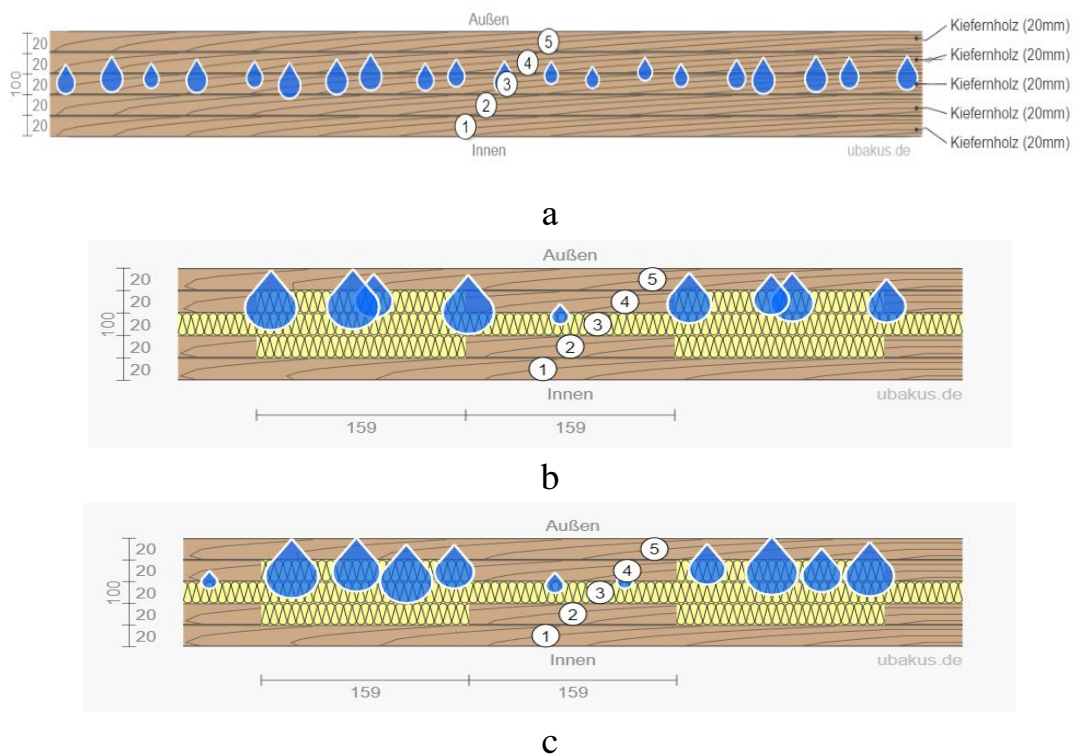 Außen
20 5 Kiefernholz (20mm)
20 4 Kiefernholz (20mm)
100 20 3 Kiefernholz (20mm)
20 2 Kiefernholz (20mm)
20 1 Kiefernholz (20mm)
Innen ubakus.de
a
Außen
20 5
20 4
100 20 3
20 2
20 1
Innen ubakus.de
159 159
b
Außen
20 5
20 4
100 20 3
20 2
20 1
Innen ubakus.de
159 159
c